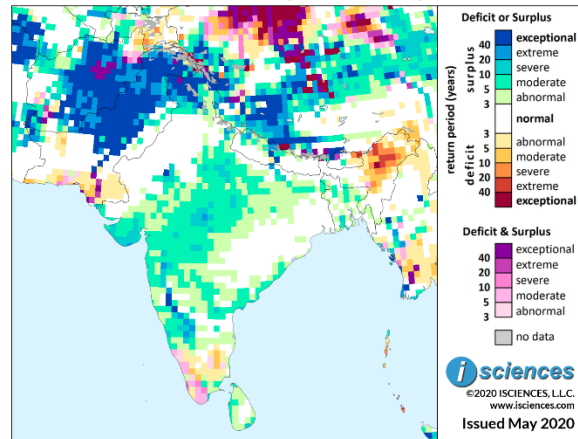 Deficit or Surplus
return period (years)
surplus
deficit
exceptional
40
extreme
20
severe
10
moderate
5
abnormal
3
normal
3
abnormal
5
moderate
10
severe
20
extreme
40
exceptional
Deficit & Surplus
exceptional
40
extreme
20
severe
10
moderate
5
abnormal
3
no data
i sciences
©2020 ISCIENCES, L.L.C.
www.isciences.com
Issued May 2020